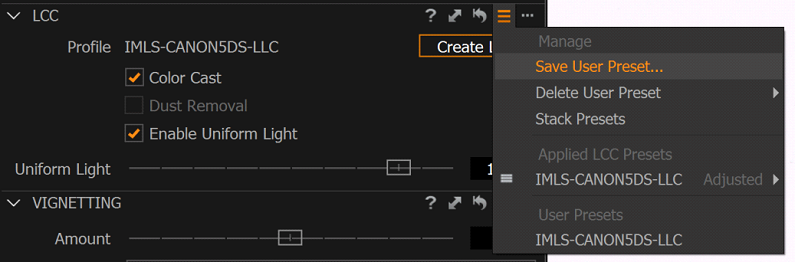 LCC ? ...
Manage
Profile IMLS-CANON5DS-LLC Create L
Save User Preset...
Color Cast
Delete User Preset
Dust Removal
Stack Presets
Enable Uniform Light
Applied LCC Presets
Uniform Light 1
IMLS-CANON5DS-LLC Adjusted
VIGNETTING ?
User Presets
Amount
IMLS-CANON5DS-LLC